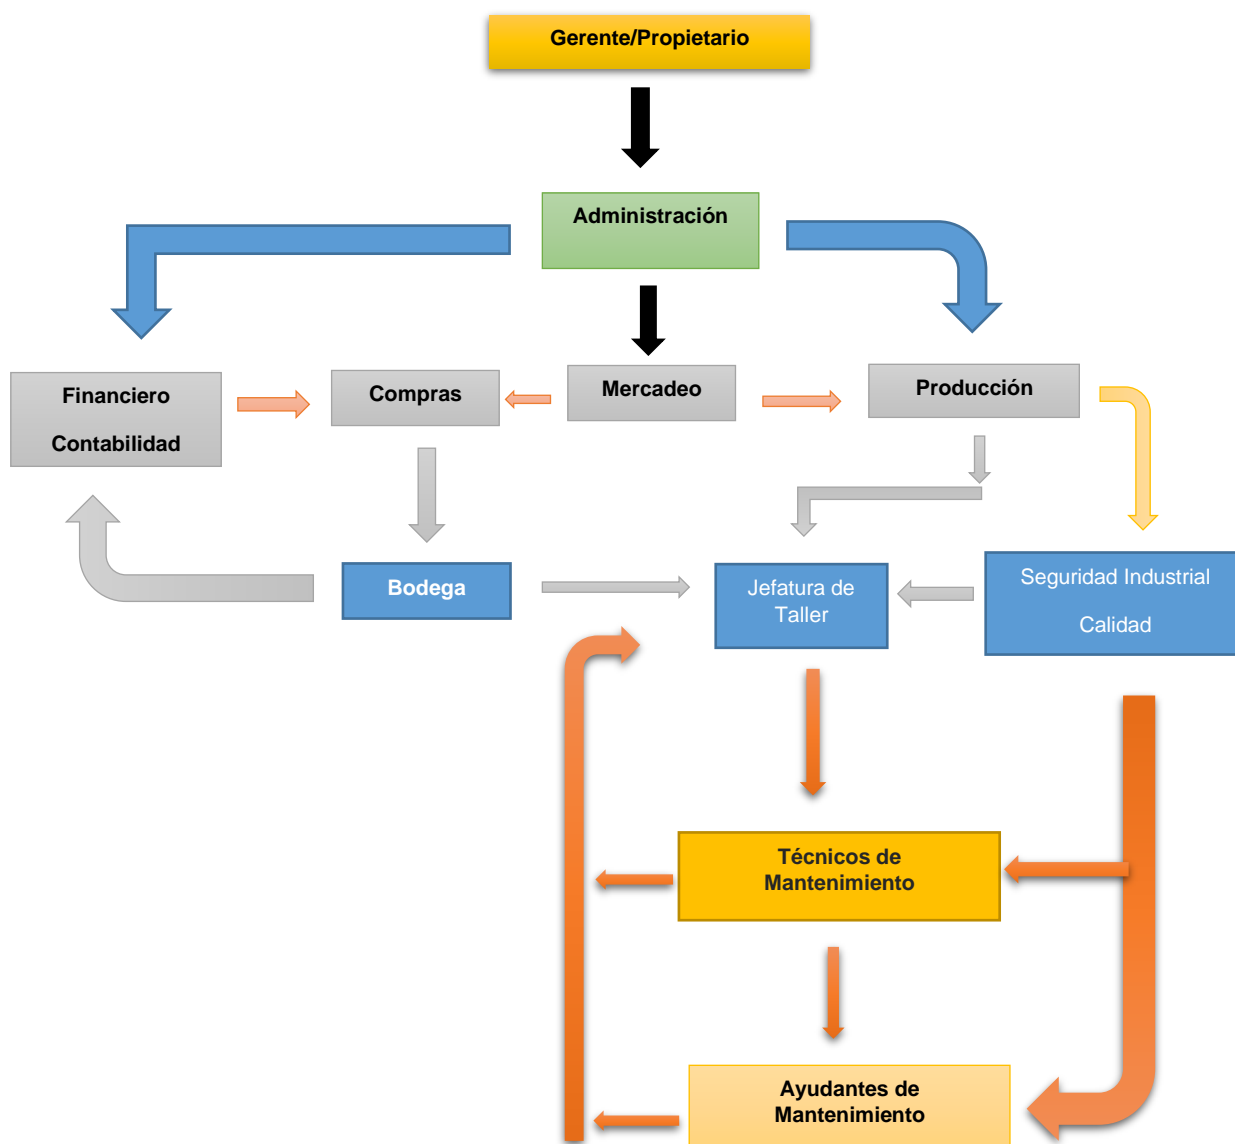 Gerente/Propietario
Administración
Financiero
Contabilidad
Compras
Mercadeo
Producción
Bodega
Jefatura de
Taller
Seguridad Industrial
Calidad
Técnicos de
Mantenimiento
Ayudantes de
Mantenimiento